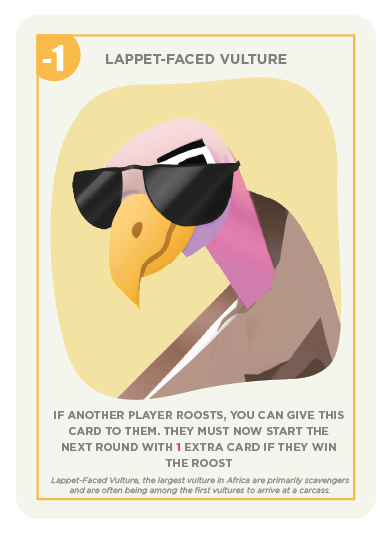 -1
LAPPET-FACED VULTURE
IF ANOTHER PLAYER ROOSTS, YOU CAN GIVE THIS
CARD TO THEM. THEY MUST NOW START THE
NEXT ROUND WITH 1 EXTRA CARD IF THEY WIN
THE ROOST
Lappet-Faced Vulture, the largest vulture in Africa are primarily scavengers
and are often being among the first vultures to arrive at a carcass.